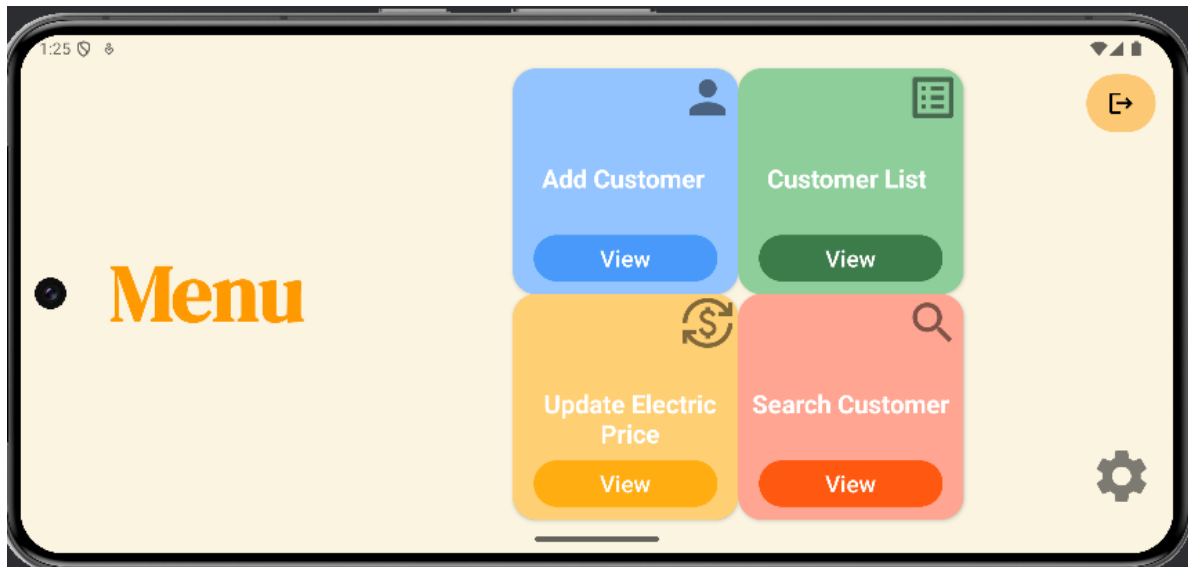 1:25
Add Customer
View
Customer List
View
Menu
Update Electric
Price
View
Search Customer
View